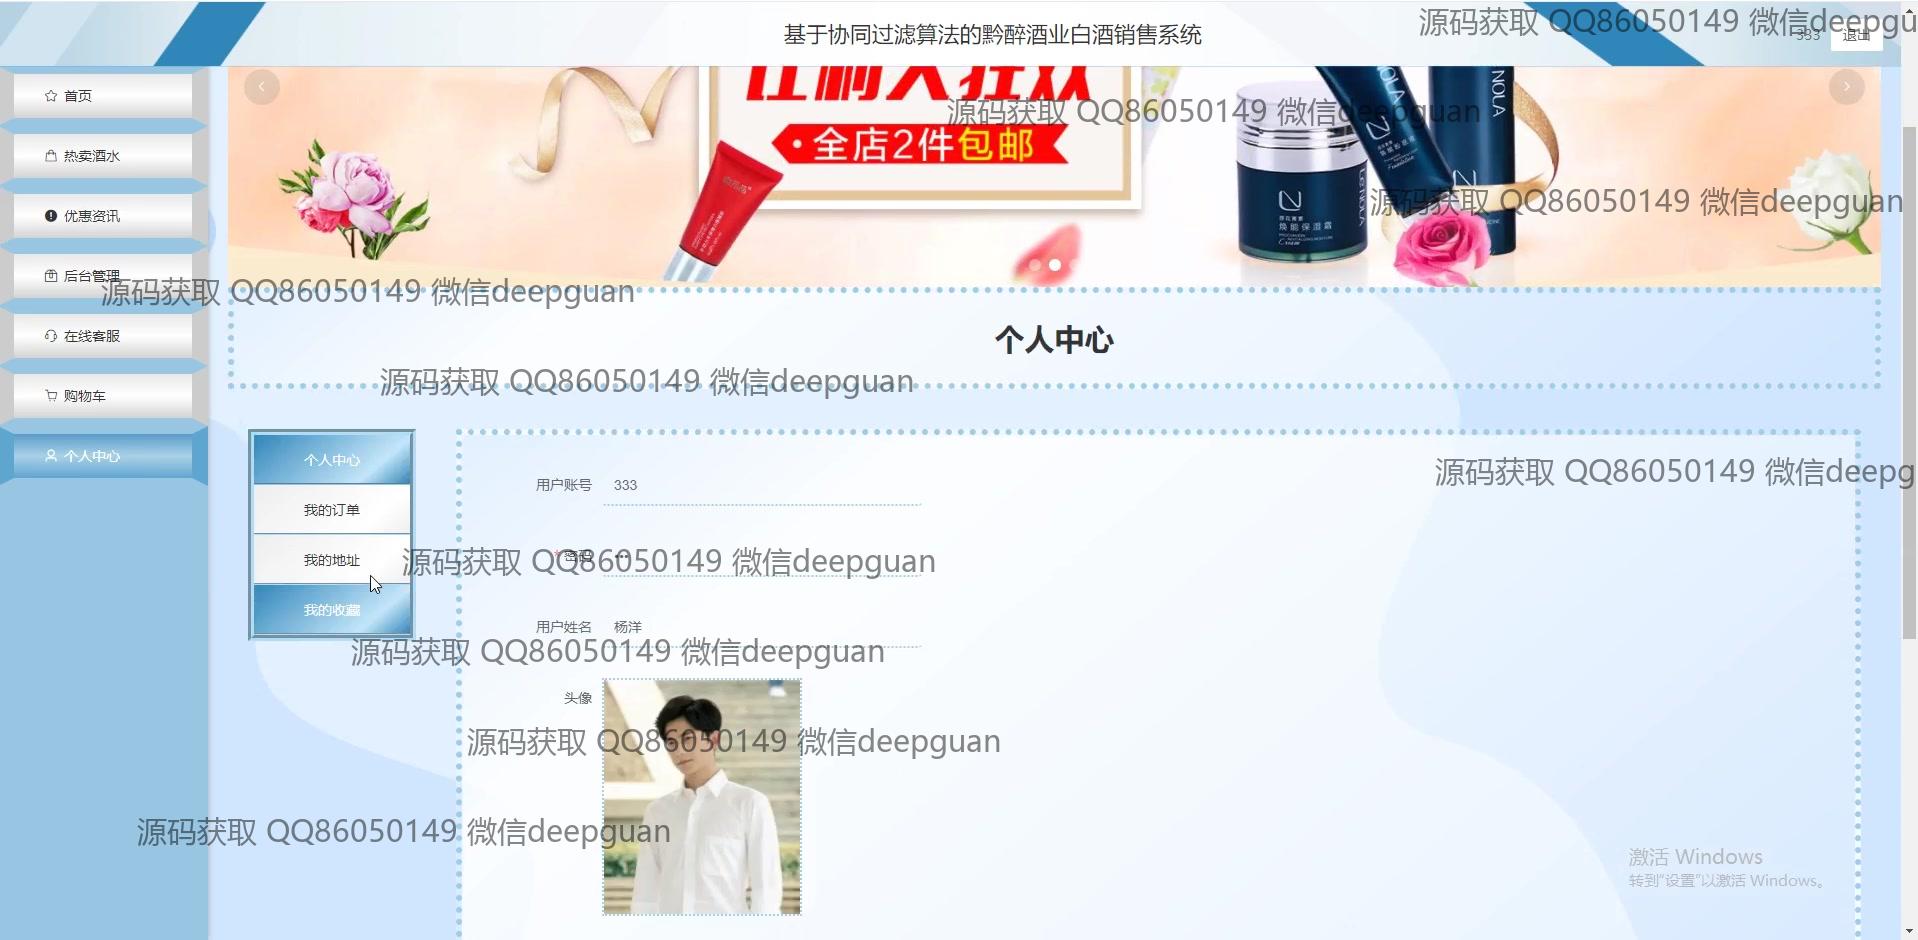 基于协同过滤算法的黔醉酒业白酒销售系统
源码获取 QQ86050149 微信deepgu
333
退出
首页
热卖酒水
优惠资讯
后台管理
在线客服
购物车
个人中心
全店2件包邮
源码获取 QQ86050149 微信deepguan
源码获取 QQ86050149 微信deepguan
源码获取 QQ86050149 微信deepguan
个人中心
源码获取 QQ86050149 微信deepguan
个人中心
我的订单
我的地址
我的收藏
用户账号 333
源码获取 QQ86050149 微信deepg
*密码
源码获取 QQ86050149 微信deepguan
用户姓名 杨洋
源码获取 QQ86050149 微信deepguan
头像
源码获取 QQ86050149 微信deepguan
源码获取 QQ86050149 微信deepguan
激活 Windows
转到“设置”以激活 Windows。